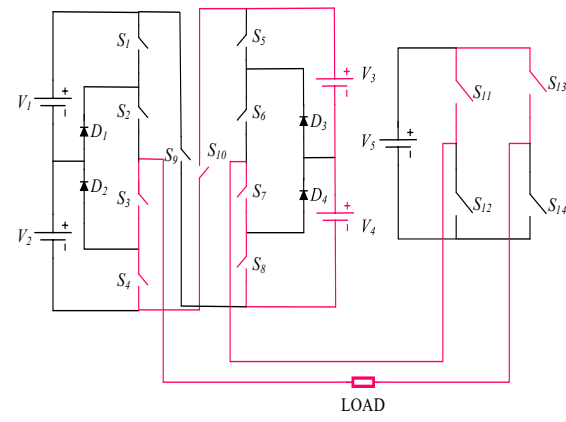 S1 S5
V1 + − V3 + −
S11 S13
S2 S6
D1 D3
V5 + −
S9 S10
D2 D4
S3 S7
S12 S14
V2 + − V4 + −
S4 S8
LOAD